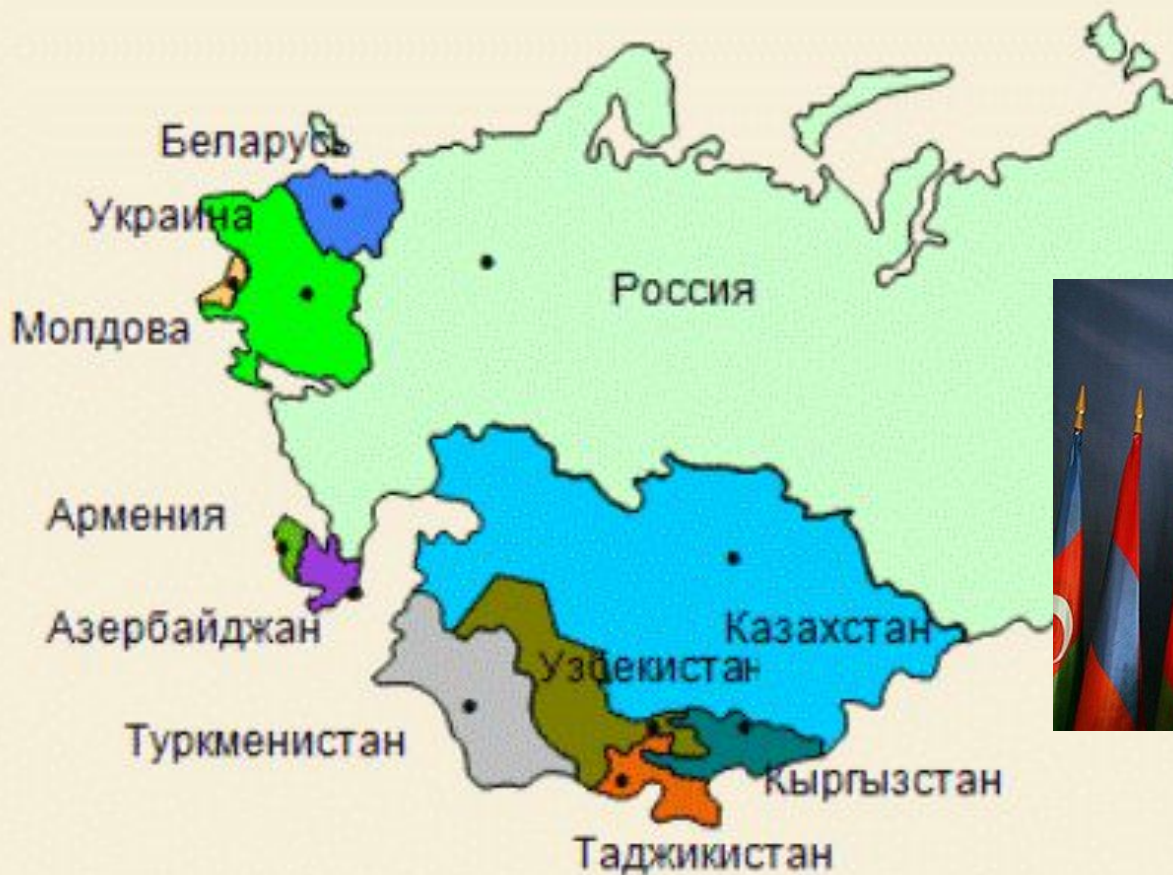 Беларусь
Украина
Россия
Молдова
Армения
Азербайджан
Казахстан
Узбекистан
Туркменистан
Кыргызстан
Таджикистан